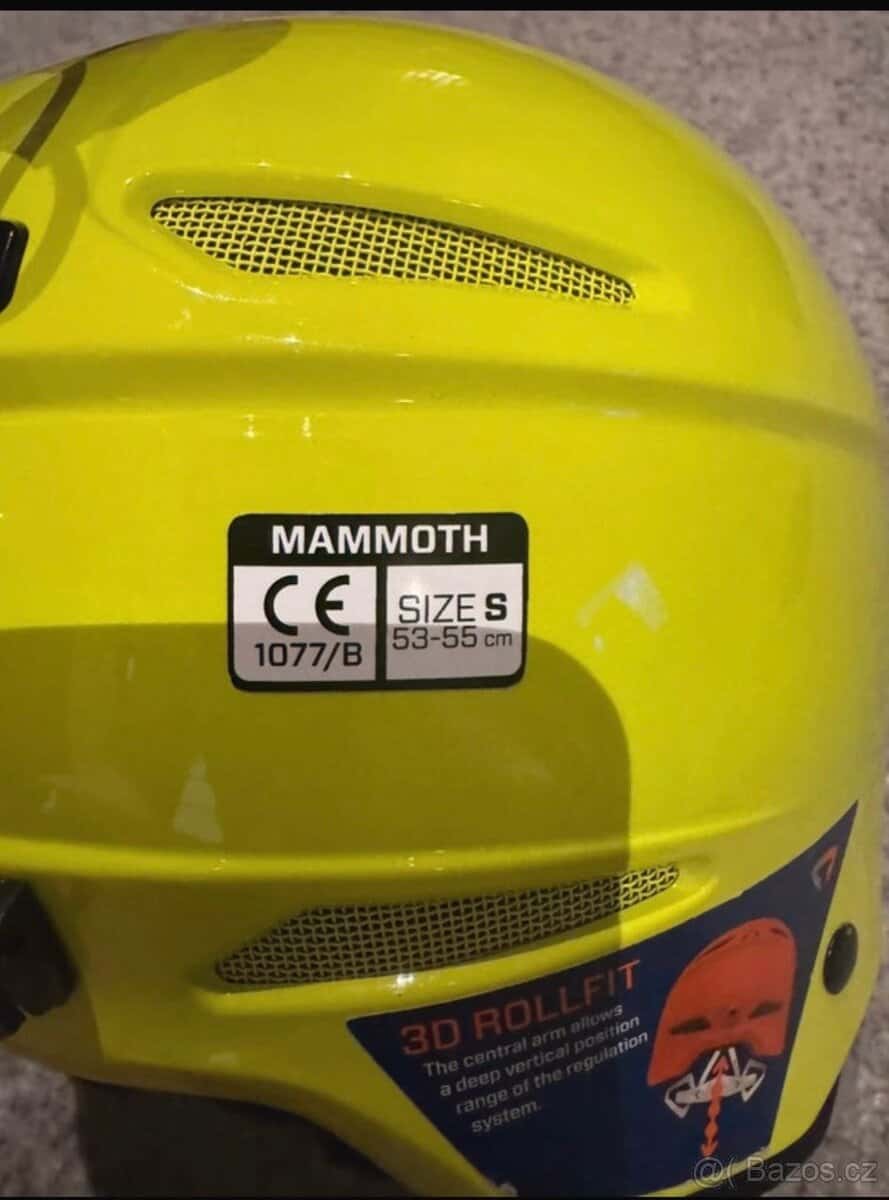 MAMMOTH
CE
1077/B
SIZE S
53-55 cm
3D ROLLFIT
The central arm allows
a deep vertical position
range of the regulation
system.
@( Bazos.cz